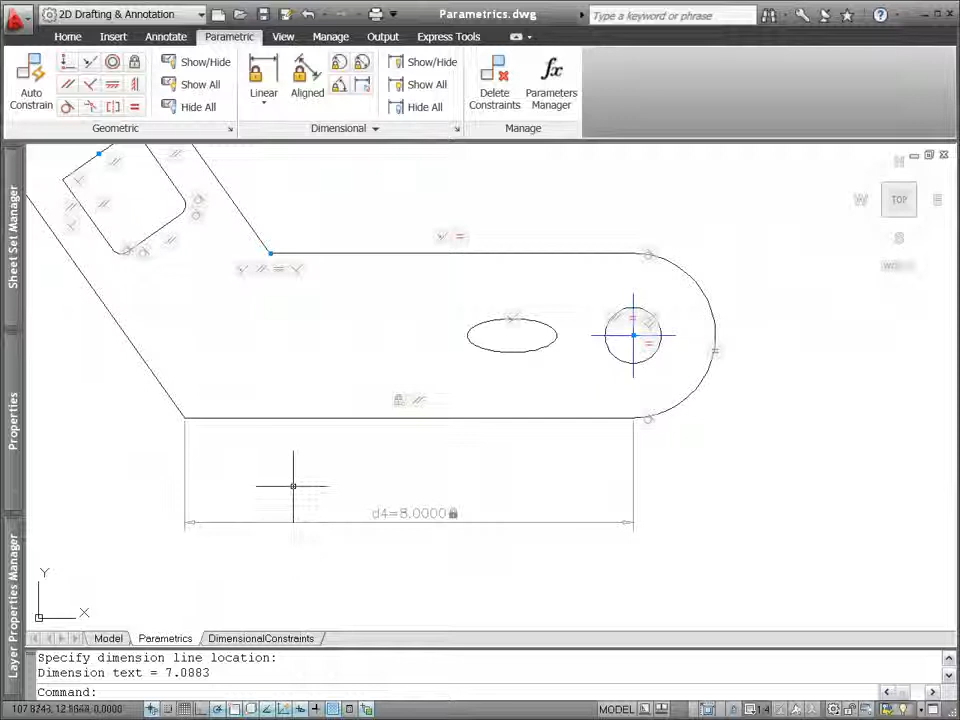 2D Drafting & Annotation
Parametrics.dwg
Type a keyword or phrase
Home Insert Annotate Parametric View Manage Output Express Tools
Auto Constrain
Show/Hide
Show All
Hide All
Geometric
Linear
Aligned
Show/Hide
Show All
Hide All
Dimensional
Delete Constraints
fx
Parameters Manager
Manage
Sheet Set Manager
Properties
Layer Properties Manager
W
TOP
S
d4=8.0000
Y
X
Model Parametrics DimensionalConstraints
Specify dimension line location:
Dimension text = 7.0883
Command:
MODEL
1:4